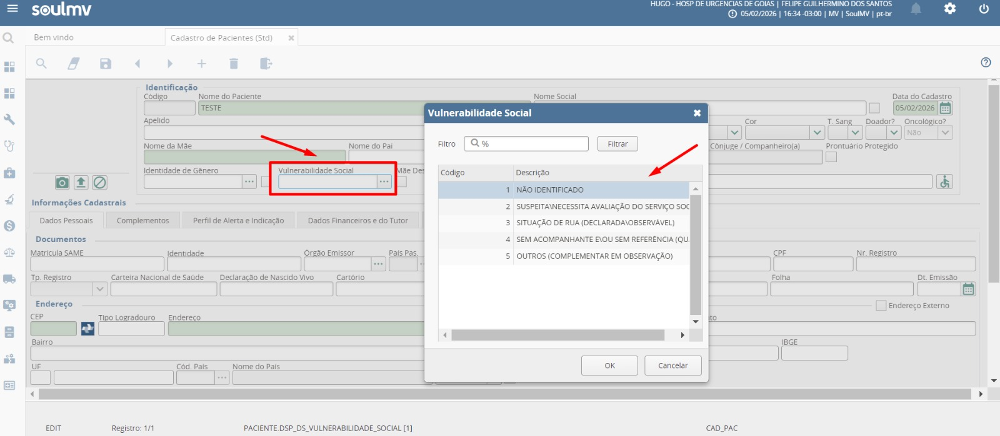 soulmv
HUGO - HOSP DE URGENCIAS DE GOIAS | FELIPE GUILHERMINO DOS SANTOS
05/02/2026 | 16:34 -03:00 | MV | SoulMV | pt-br
Bem vindo
Cadastro de Pacientes (Std)
Identificação
Código
Nome do Paciente
Nome Social
Data do Cadastro
TESTE
05/02/2026
Apelido
Cor
T. Sang
Doador?
Oncológico?
Não
Nome da Mãe
Nome do Pai
Cônjuge / Companheiro(a)
Prontuário Protegido
Identidade de Gênero
Vulnerabilidade Social
Mãe Des
Informações Cadastrais
Dados Pessoais
Complementos
Perfil de Alerta e Indicação
Dados Financeiros e do Tutor
Documentos
Matrícula SAME
Identidade
Orgão Emissor
País Pas.
CPF
Nr. Registro
Tp. Registro
Carteira Nacional de Saúde
Declaração de Nascido Vivo
Cartório
Folha
Dt. Emissão
Endereço
Endereço Externo
CEP
Tipo Logradouro
Endereço
to
Bairro
IBGE
UF
Cód. País
Nome do País
Vulnerabilidade Social
Filtro
%
Filtrar
Código
Descrição
1 NÃO IDENTIFICADO
2 SUSPEITA\NECESSITA AVALIAÇÃO DO SERVIÇO SOC
3 SITUAÇÃO DE RUA (DECLARADA\OBSERVÁVEL)
4 SEM ACOMPANHANTE E\OU SEM REFERÊNCIA (QU
5 OUTROS (COMPLEMENTAR EM OBSERVAÇÃO)
OK
Cancelar
EDIT
Registro: 1/1
PACIENTE.DSP_DS_VULNERABILIDADE_SOCIAL [1]
CAD_PAC